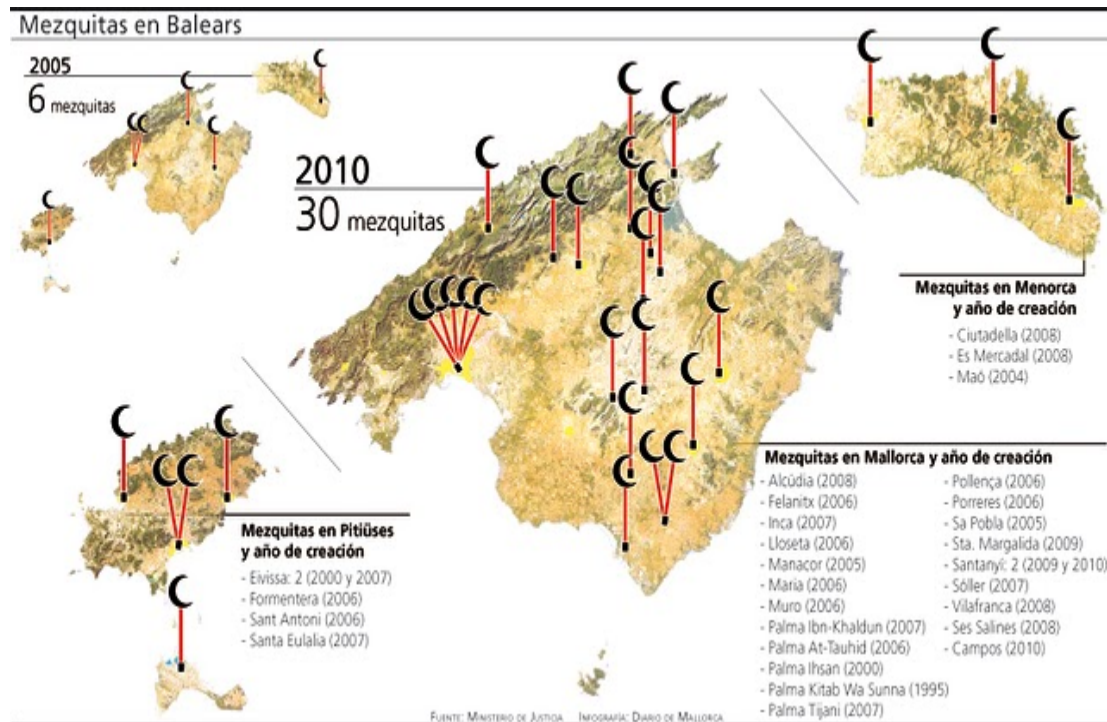 Mezquitas en Balears
2005
6 mezquitas
2010
30 mezquitas
Mezquitas en Menorca
y año de creación
- Ciutadella (2008)
- Es Mercadal (2008)
- Maó (2004)
Mezquitas en Pitiüses
y año de creación
- Eivissa: 2 (2000 y 2007)
- Formentera (2006)
- Sant Antoni (2006)
- Santa Eulalia (2007)
Mezquitas en Mallorca y año de creación
- Alcúdia (2008)
- Felanitx (2006)
- Inca (2007)
- Lloseta (2006)
- Manacor (2005)
- Maria (2006)
- Muro (2006)
- Palma Ibn-Khaldun (2007)
- Palma At-Tauhid (2006)
- Palma Ihsan (2000)
- Palma Kitab Wa Sunna (1995)
- Palma Tijani (2007)
- Pollença (2006)
- Porreres (2006)
- Sa Pobla (2005)
- Sta. Margalida (2009)
- Santanyí: 2 (2009 y 2010)
- Sóller (2007)
- Vilafranca (2008)
- Ses Salines (2008)
- Campos (2010)
FUENTE: MINISTERIO DE JUSTICIA INFOGRAFÍA: DIARIO DE MALLORCA